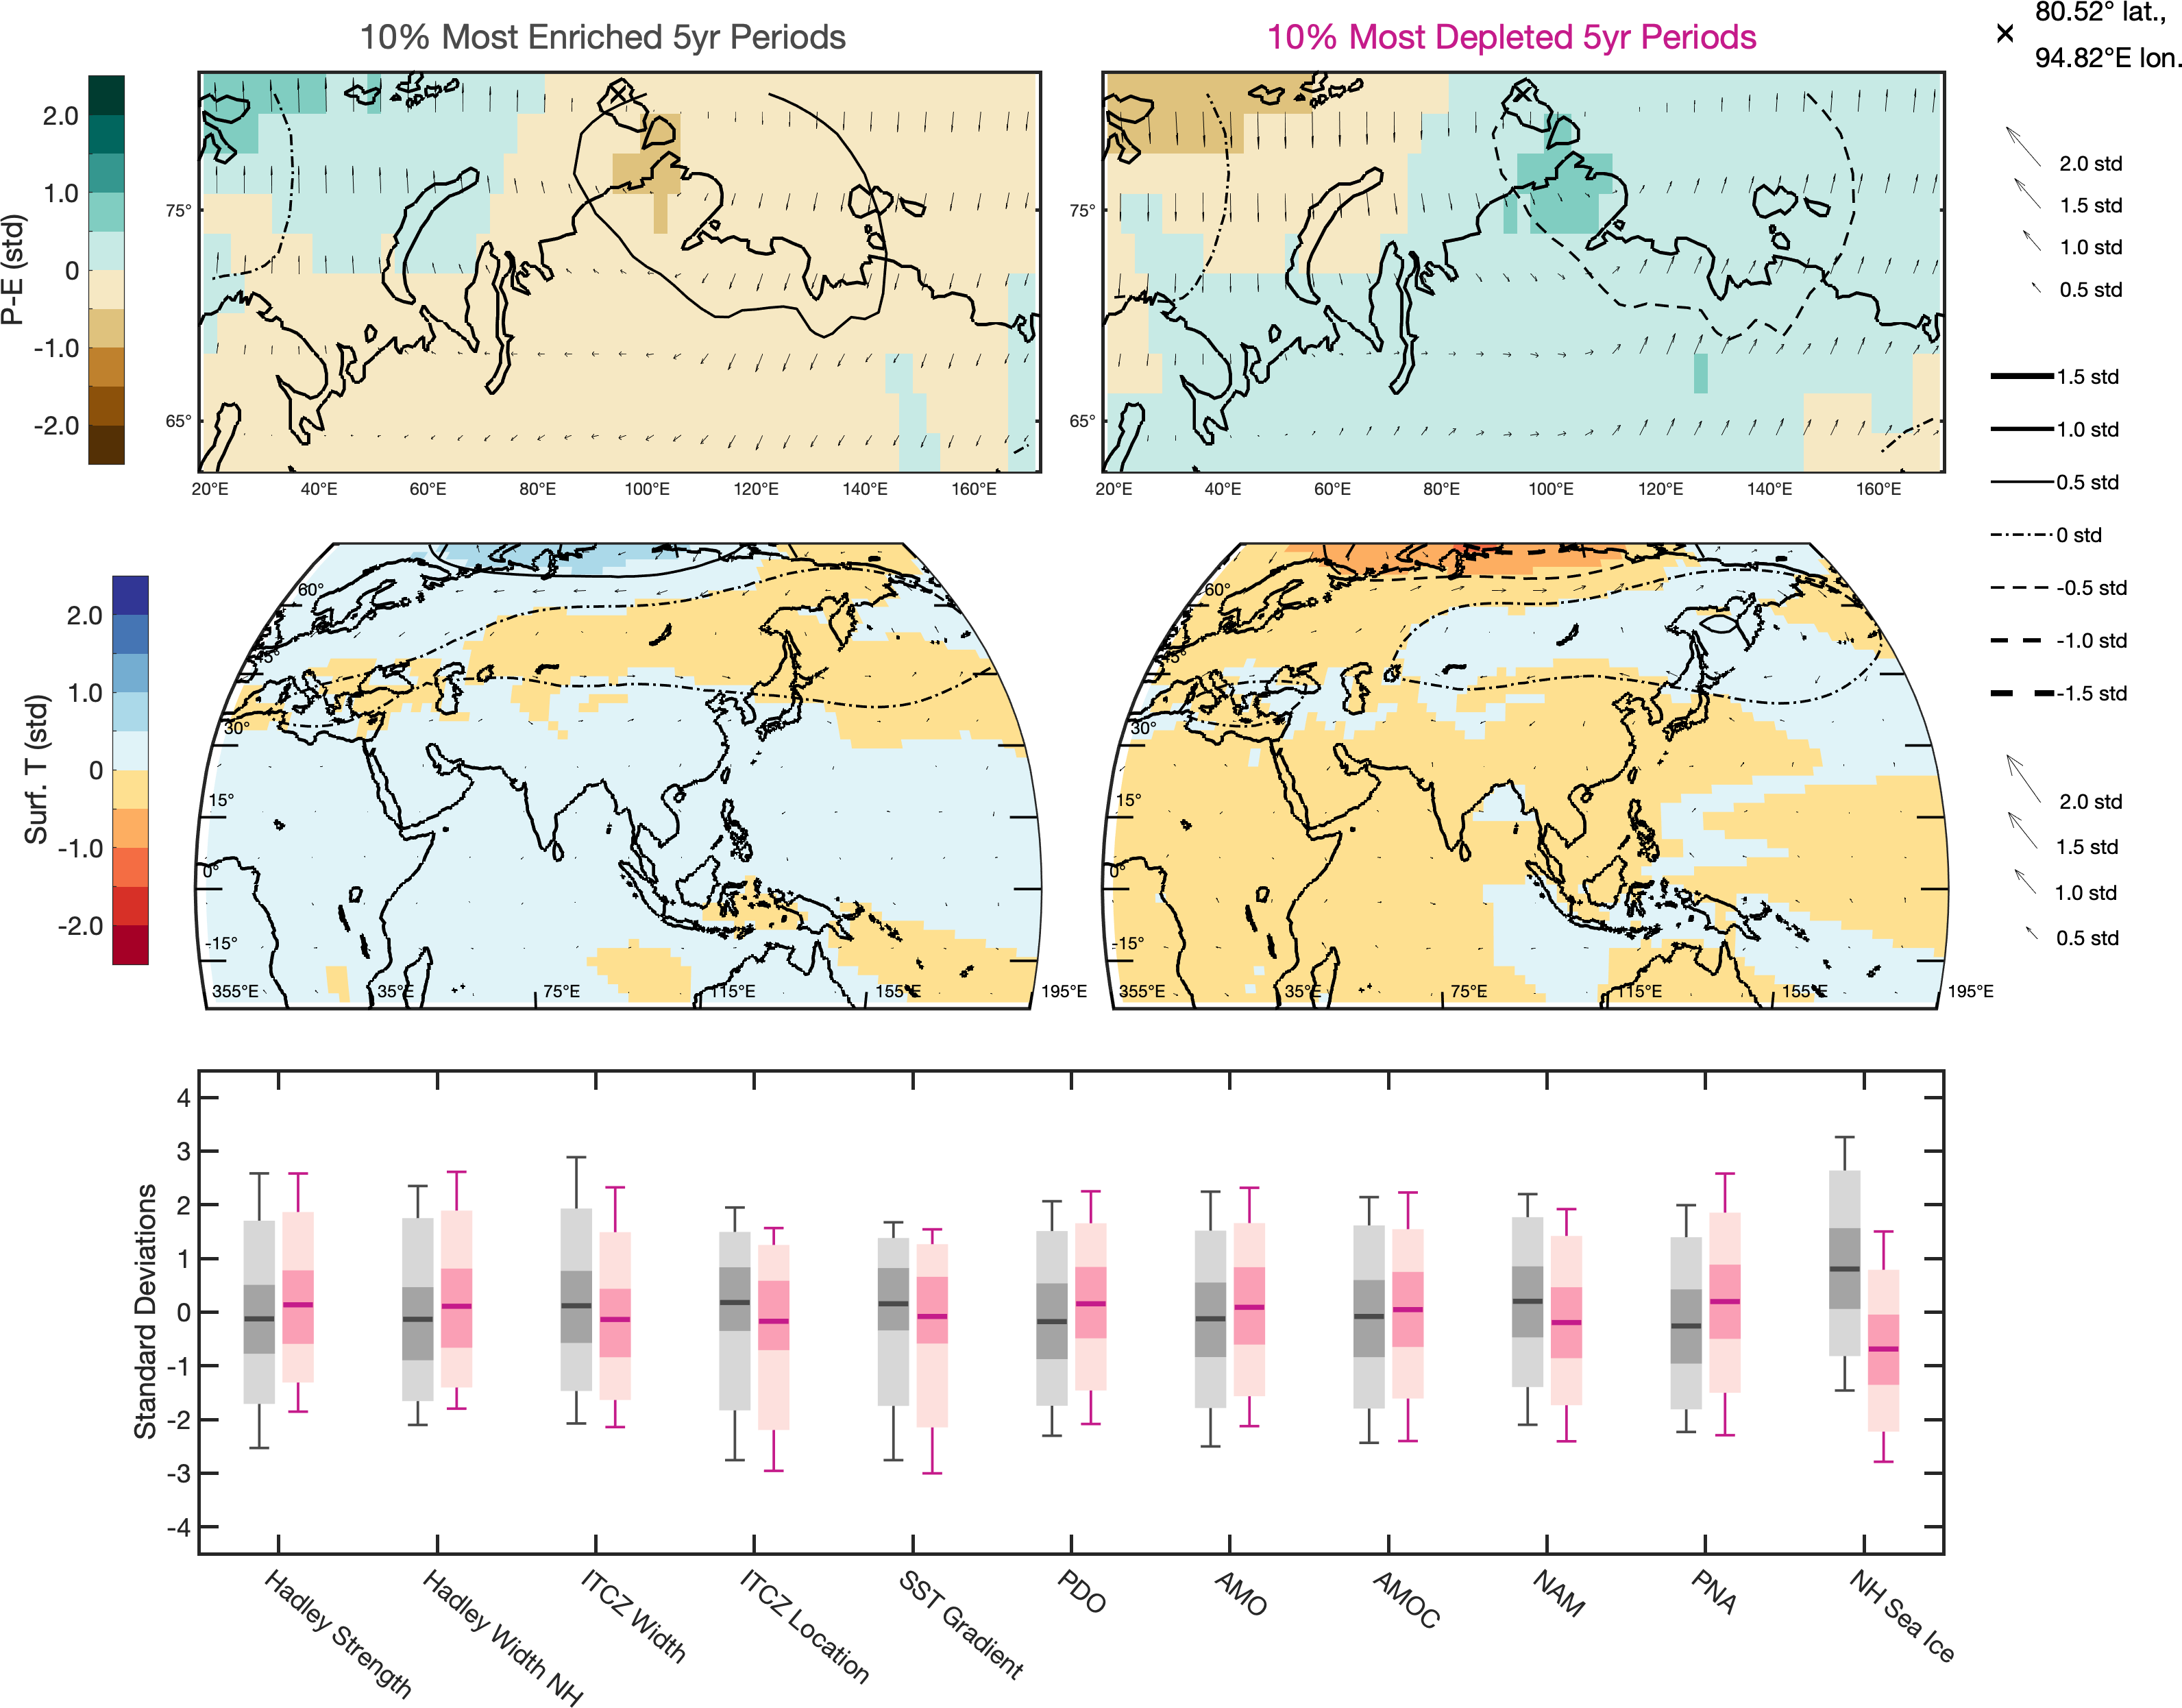 10% Most Enriched 5yr Periods
10% Most Depleted 5yr Periods
80.52° lat.,
94.82°E lon.
P-E (std)
2.0
1.0
0
-1.0
-2.0
75°
65°
20°E 40°E 60°E 80°E 100°E 120°E 140°E 160°E
75°
65°
20°E 40°E 60°E 80°E 100°E 120°E 140°E 160°E
2.0 std
1.5 std
1.0 std
0.5 std
1.5 std
1.0 std
0.5 std
0 std
-0.5 std
-1.0 std
-1.5 std
2.0 std
1.5 std
1.0 std
0.5 std
Surf. T (std)
2.0
1.0
0
-1.0
-2.0
60°
45°
30°
15°
0°
-15°
355°E 35°E 75°E 115°E 155°E 195°E
60°
45°
30°
15°
0°
-15°
355°E 35°E 75°E 115°E 155°E 195°E
Standard Deviations
4
3
2
1
0
-1
-2
-3
-4
Hadley Strength
Hadley Width NH
ITCZ Width
ITCZ Location
SST Gradient
PDO
AMO
AMOC
NAM
PNA
NH Sea Ice